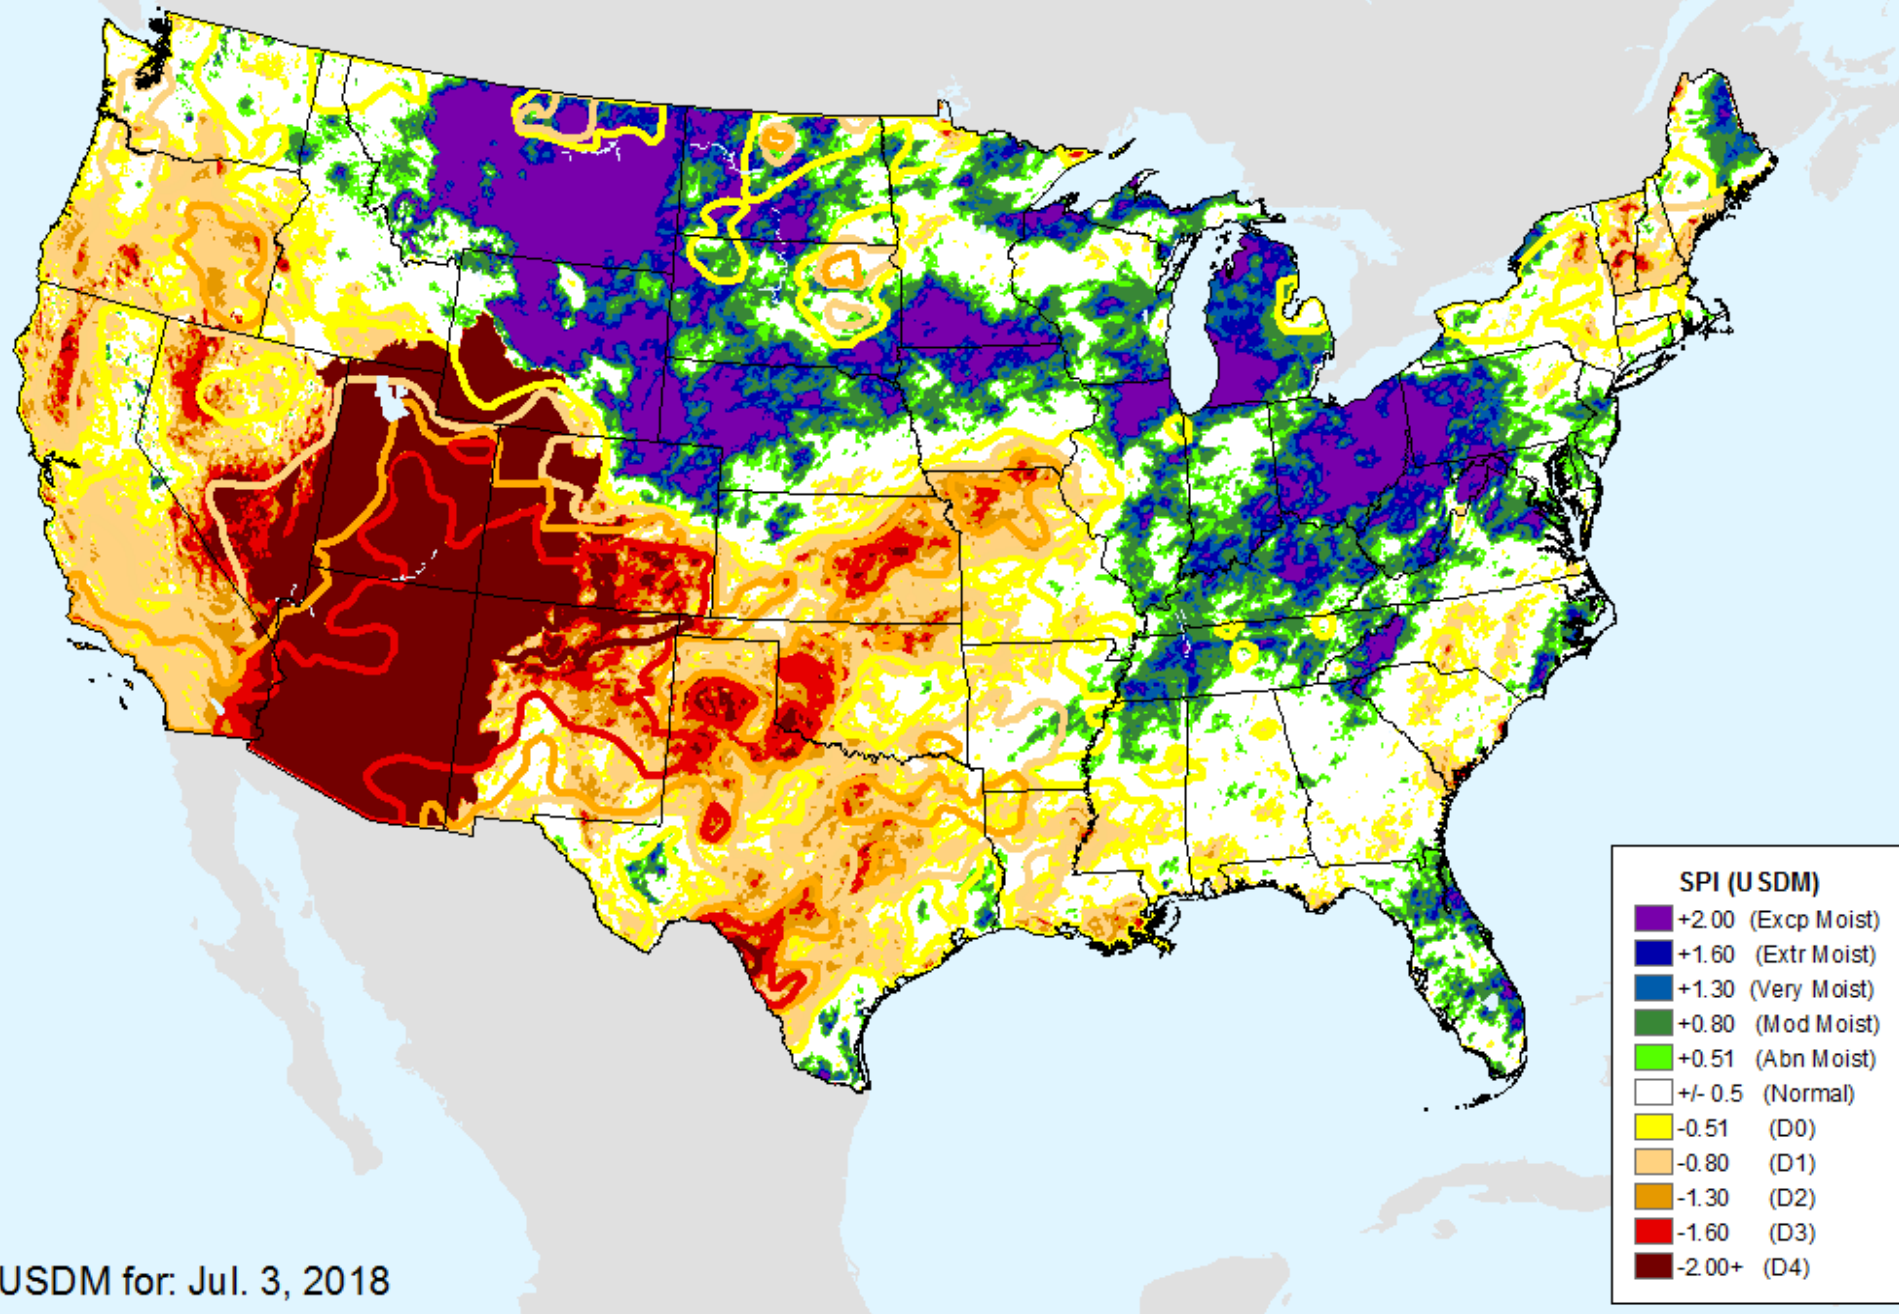 SPI (USDM)
+2.00 (Excp Moist)
+1.60 (Extr Moist)
+1.30 (Very Moist)
+0.80 (Mod Moist)
+0.51 (Abn Moist)
+/- 0.5 (Normal)
-0.51 (D0)
-0.80 (D1)
-1.30 (D2)
-1.60 (D3)
-2.00+ (D4)
USDM for: Jul. 3, 2018